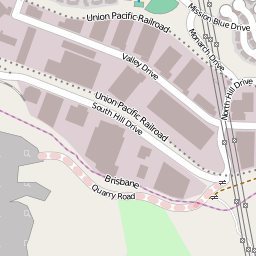 Union Pacific Railroad
Mission Blue Drive
Monarch Drive
Valley Drive
North Hill Drive
Union Pacific Railroad
South Hill Drive
Brisbane
Quarry Road